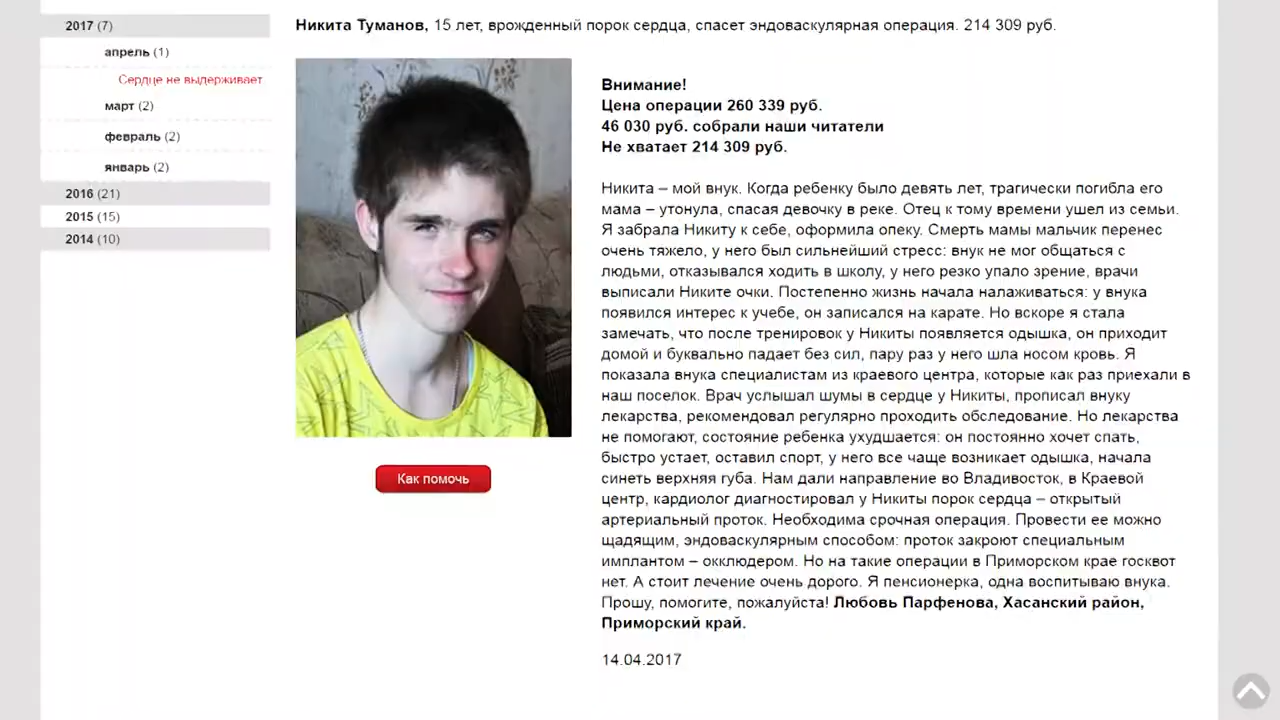 2017 (7)
апрель (1)
Сердце не выдерживает
март (2)
февраль (2)
январь (2)
2016 (21)
2015 (15)
2014 (10)
Никита Туманов, 15 лет, врожденный порок сердца, спасет эндоваскулярная операция. 214 309 руб.
Как помочь
Внимание!
Цена операции 260 339 руб.
46 030 руб. собрали наши читатели
Не хватает 214 309 руб.
Никита – мой внук. Когда ребенку было девять лет, трагически погибла его
мама – утонула, спасая девочку в реке. Отец к тому времени ушел из семьи.
Я забрала Никиту к себе, оформила опеку. Смерть мамы мальчик перенес
очень тяжело, у него был сильнейший стресс: внук не мог общаться с
людьми, отказывался ходить в школу, у него резко упало зрение, врачи
выписали Никите очки. Постепенно жизнь начала налаживаться: у внука
появился интерес к учебе, он записался на карате. Но вскоре я стала
замечать, что после тренировок у Никиты появляется одышка, он приходит
домой и буквально падает без сил, пару раз у него шла носом кровь. Я
показала внука специалистам из краевого центра, которые как раз приехали в
наш поселок. Врач услышал шумы в сердце у Никиты, прописал внуку
лекарства, рекомендовал регулярно проходить обследование. Но лекарства
не помогают, состояние ребенка ухудшается: он постоянно хочет спать,
быстро устает, оставил спорт, у него все чаще возникает одышка, начала
синеть верхняя губа. Нам дали направление во Владивосток, в Краевой
центр, кардиолог диагностировал у Никиты порок сердца – открытый
артериальный проток. Необходима срочная операция. Провести ее можно
щадящим, эндоваскулярным способом: проток закроют специальным
имплантом – окклюдером. Но на такие операции в Приморском крае госквот
нет. А стоит лечение очень дорого. Я пенсионерка, одна воспитываю внука.
Прошу, помогите, пожалуйста! Любовь Парфенова, Хасанский район,
Приморский край.
14.04.2017